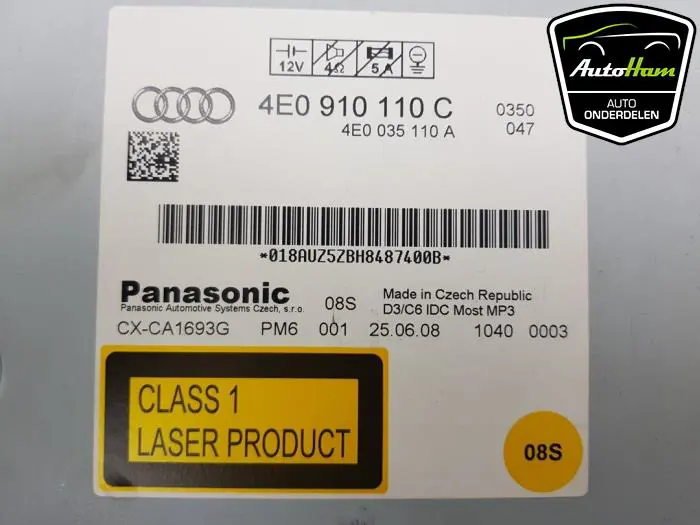 12V 4Ω 5A
4E0 910 110 C 0350
4E0 035 110 A 047
*018AUZ5ZBH8487400B*
Panasonic 08S Made in Czech Republic
Panasonic Automotive Systems Czech, s.r.o. D3/C6 IDC Most MP3
CX-CA1693G PM6 001 25.06.08 1040 0003
CLASS 1
LASER PRODUCT
08S
AutoHam
AUTO
ONDERDELEN